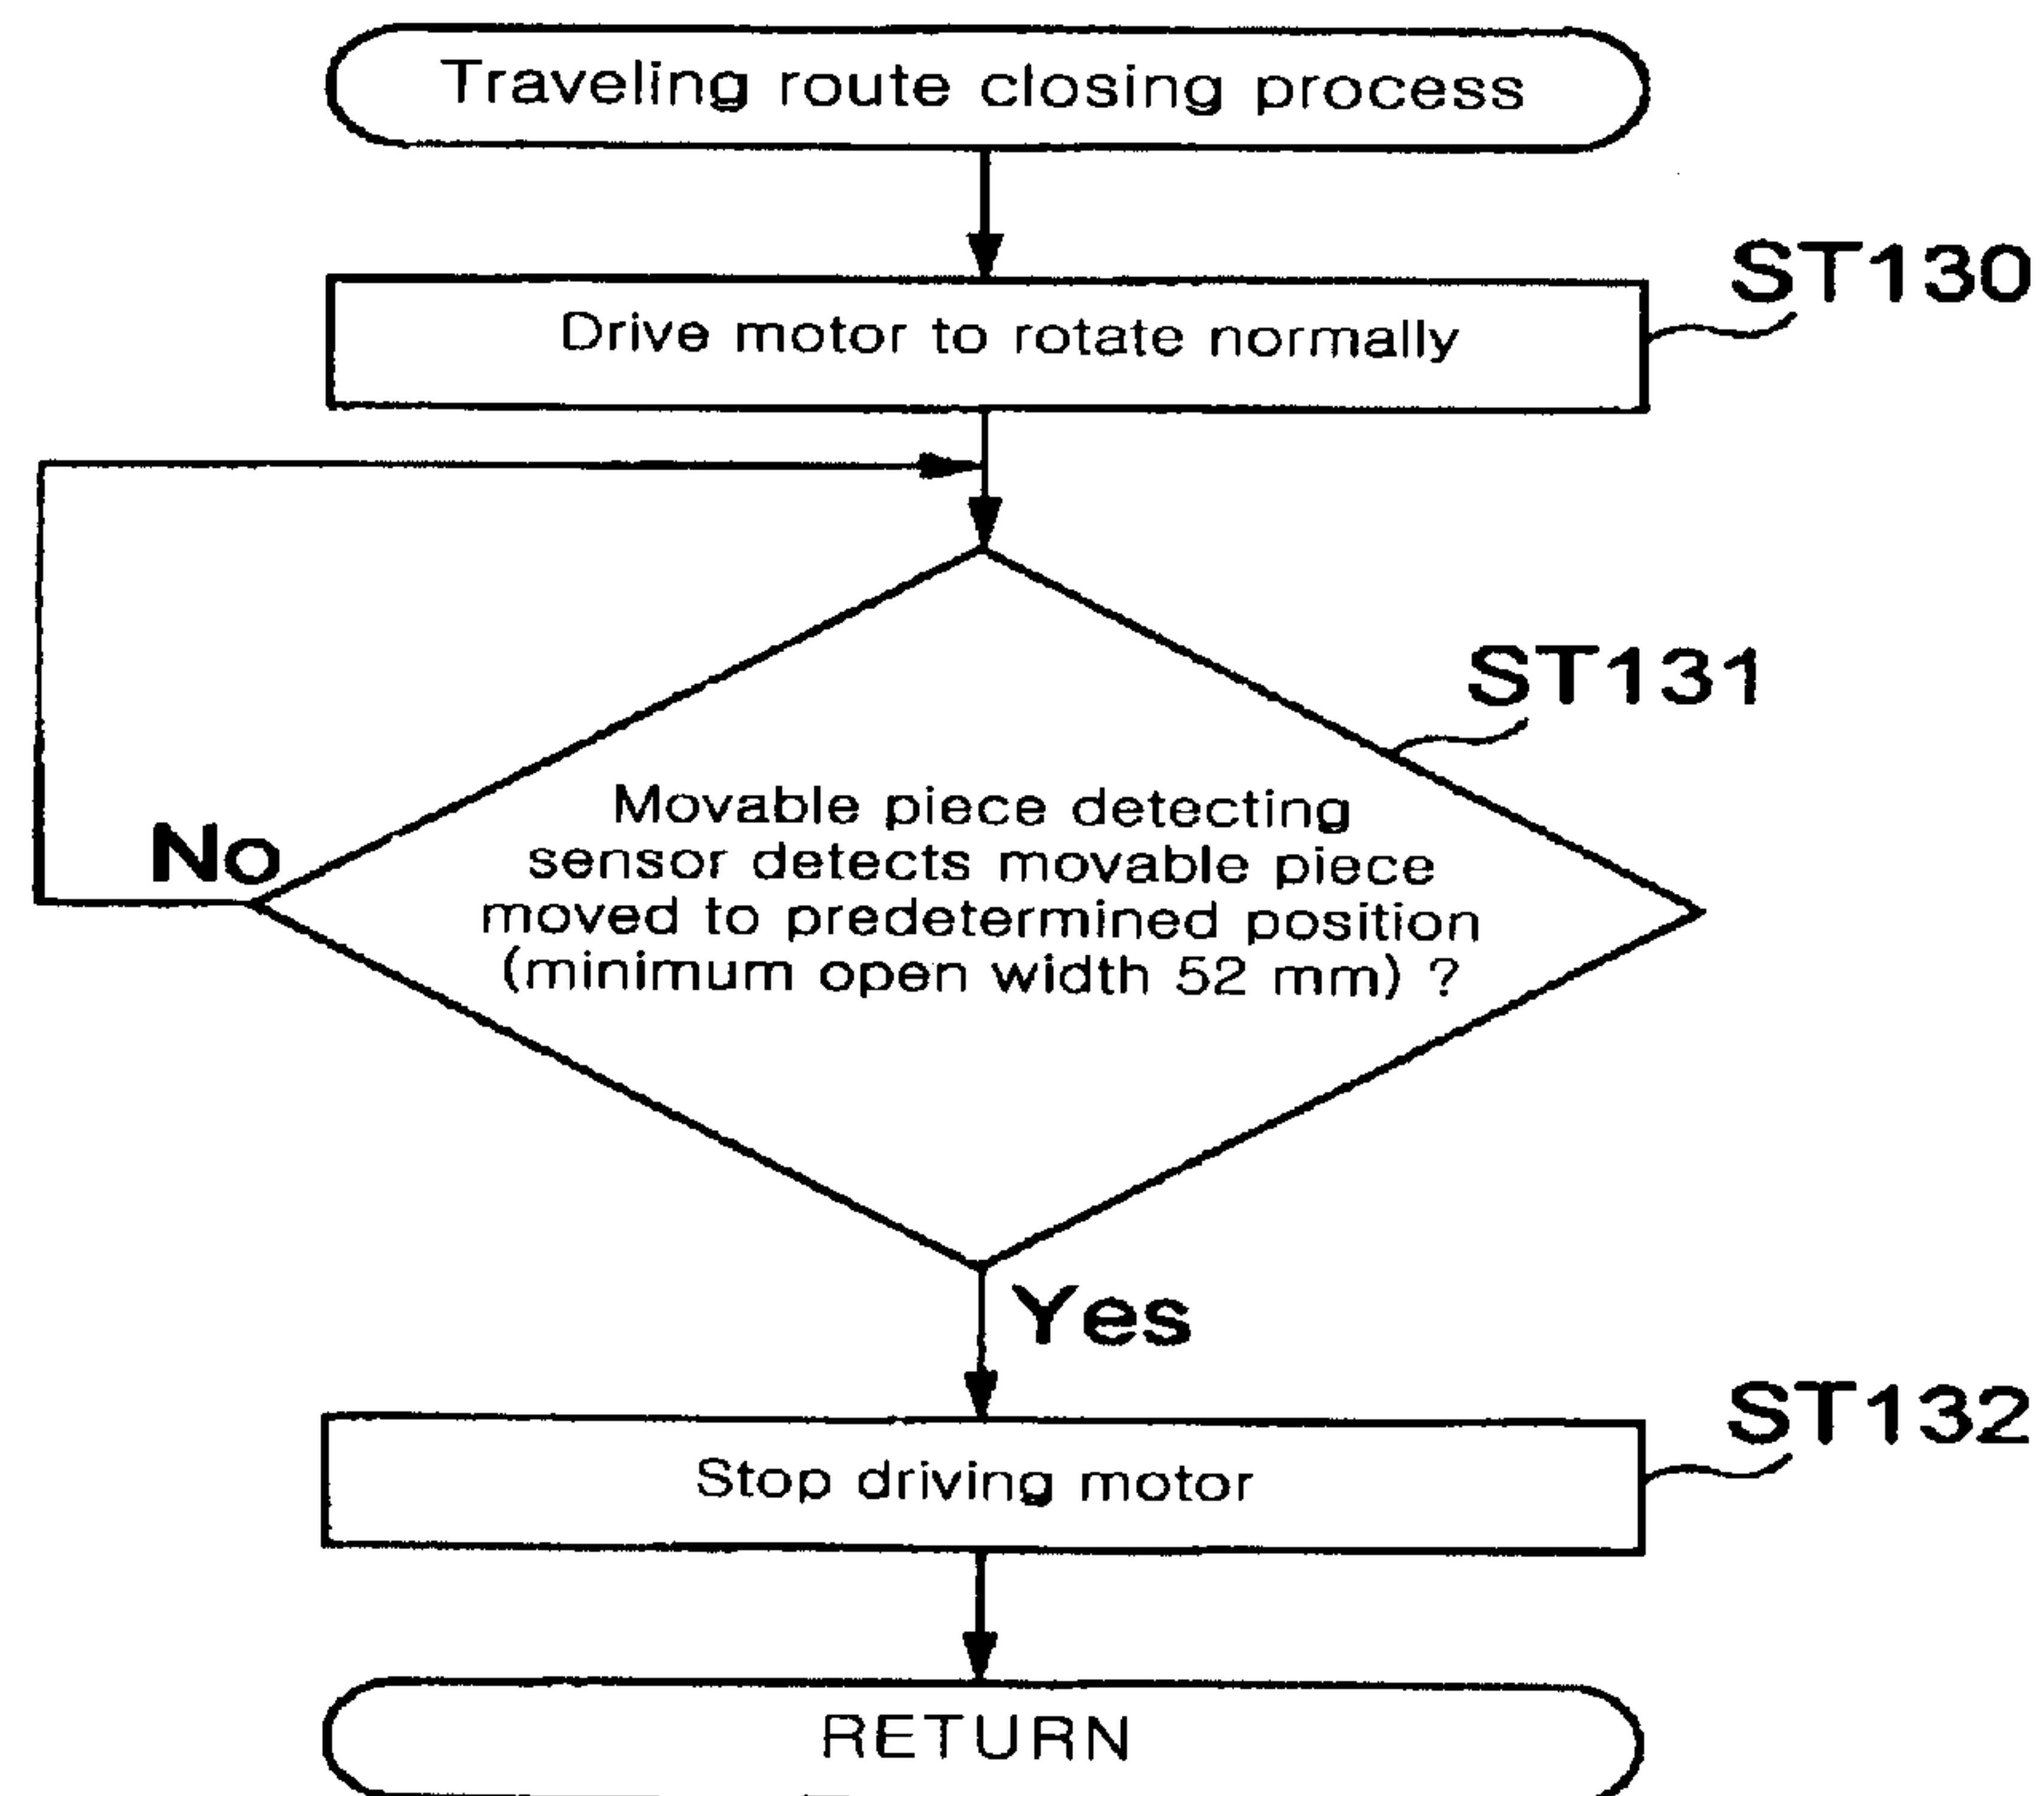 Traveling route closing process
ST130
Drive motor to rotate normally
ST131
Movable piece detecting
sensor detects movable piece
moved to predetermined position
(minimum open width 52 mm) ?
No
Yes
ST132
Stop driving motor
RETURN